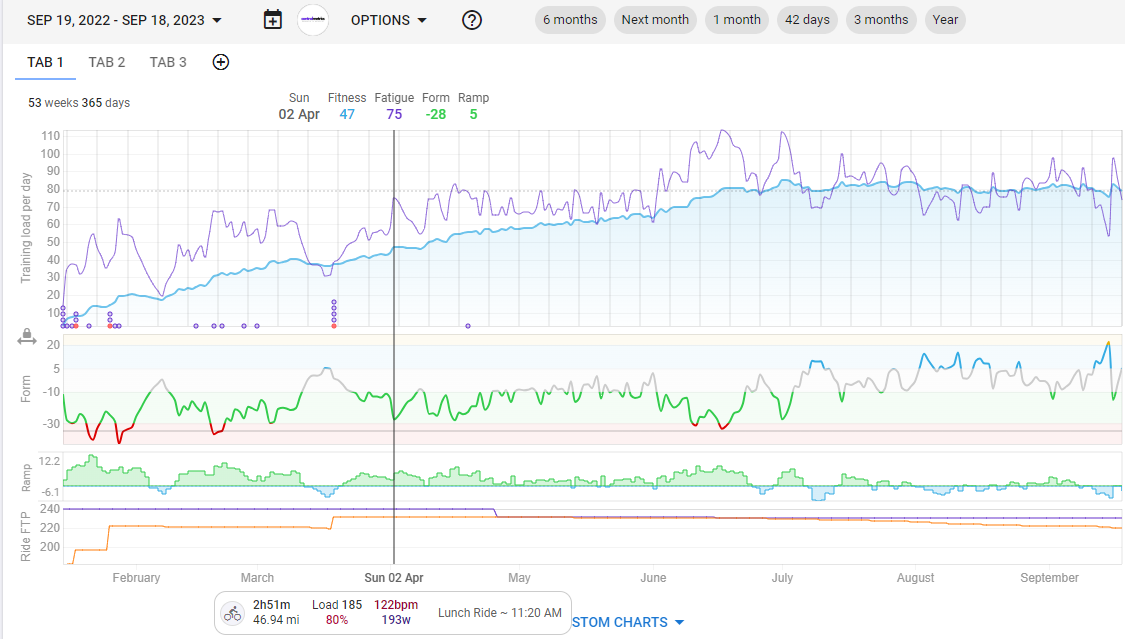 SEP 19, 2022 - SEP 18, 2023 OPTIONS 6 months Next month 1 month 42 days 3 months Year
TAB 1 TAB 2 TAB 3
53 weeks 365 days
Sun Fitness Fatigue Form Ramp
02 Apr 47 75 -28 5
Training load per day
110
100
90
80
70
60
50
40
30
20
10
Form
20
5
-10
-30
Ramp
12.2
-6.1
Ride FTP
240
220
200
February March Sun 02 Apr May June July August September
2h51m Load 185 122bpm Lunch Ride ~ 11:20 AM
46.94 mi 80% 193w
STOM CHARTS